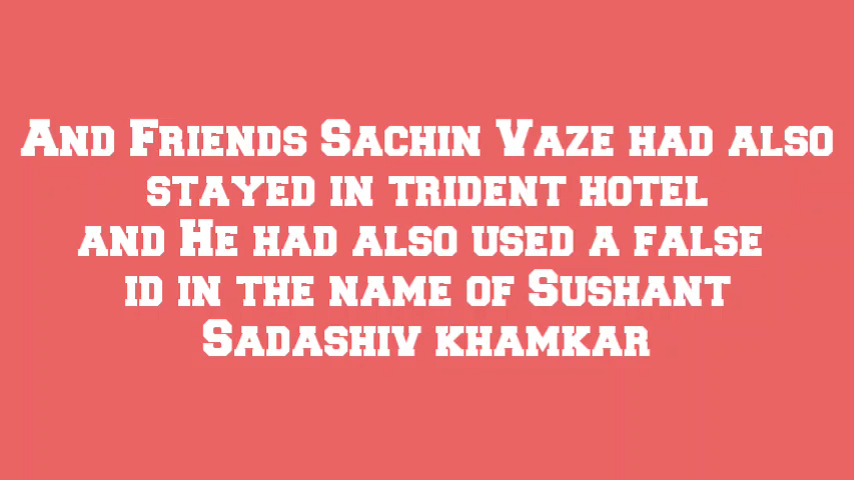 And Friends Sachin Vaze had also
stayed in trident hotel
and He had also used a false
id in the name of Sushant
Sadashiv khamkar